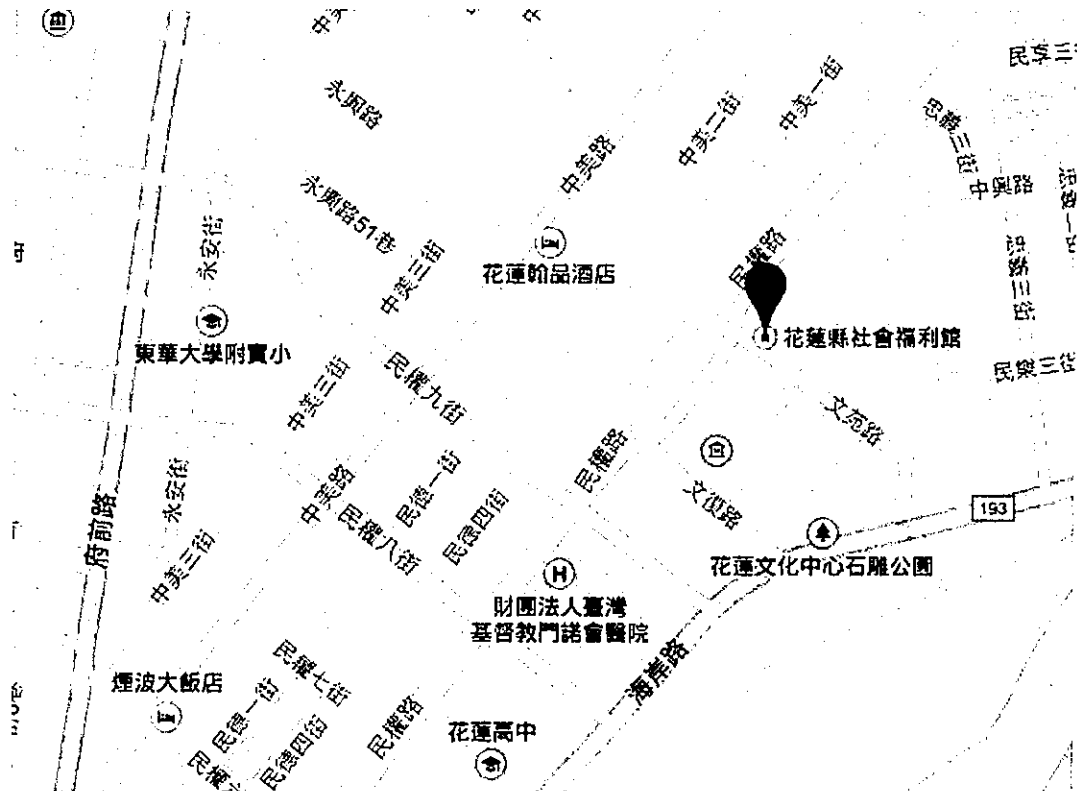 永興路
中美路
中美二街
中美一街
忠義三街
中興路
永興路51巷
永安街
中美三街
花蓮翰品酒店
民權路
忠義三街
花蓮縣社會福利館
東華大學附實小
民權九街
中美三街
民樂三街
文苑路
民權路
文復路
193
民德一街
民德四街
中美路
民權八街
永安街
府前路
中美三街
花蓮文化中心石雕公園
H
財團法人臺灣
基督教門諾會醫院
海岸路
民權七街
煙波大飯店
民德一街
民德四街
民權路
花蓮高中